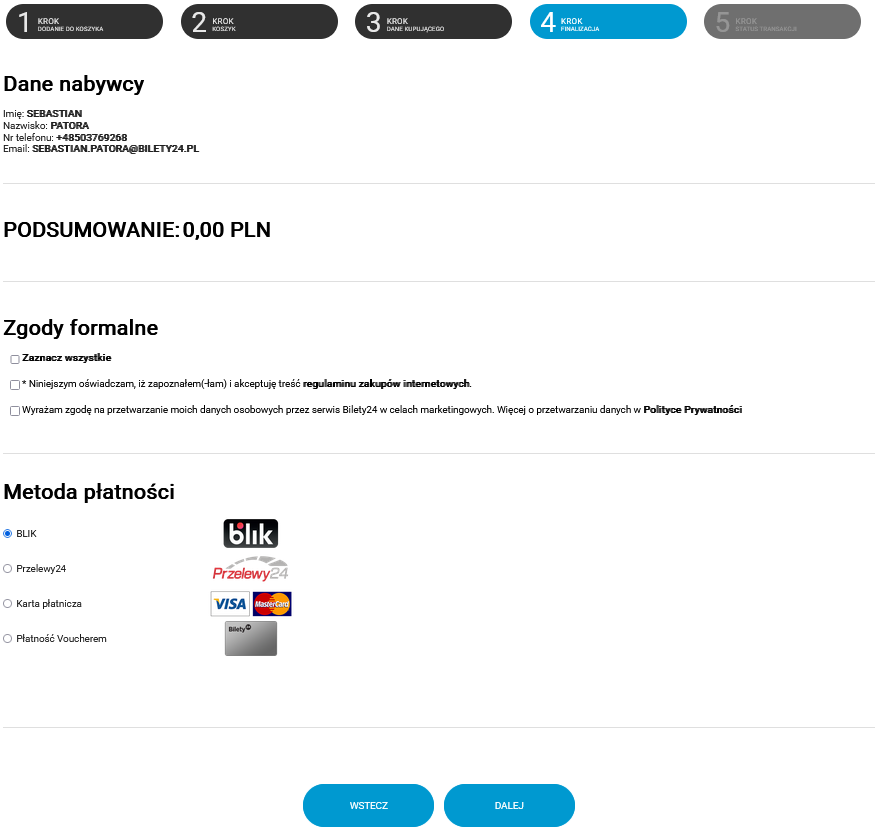 1 KROK DODANIE DO KOSZYKA
2 KROK KOSZYK
3 KROK DANE KUPUJĄCEGO
4 KROK FINALIZACJA
5 KROK STATUS TRANSAKCJI
Dane nabywcy
Imię: SEBASTIAN
Nazwisko: PATORA
Nr telefonu: +48503769268
Email: SEBASTIAN.PATORA@BILETY24.PL
PODSUMOWANIE: 0,00 PLN
Zgody formalne
Zaznacz wszystkie
* Niniejszym oświadczam, iż zapoznałem(-łam) i akceptuję treść regulaminu zakupów internetowych.
Wyrażam zgodę na przetwarzanie moich danych osobowych przez serwis Bilety24 w celach marketingowych. Więcej o przetwarzaniu danych w Polityce Prywatności
Metoda płatności
BLIK blik
Przelewy24 Przelewy24
Karta płatnicza VISA MasterCard
Płatność Voucherem Bilety24
WSTECZ DALEJ